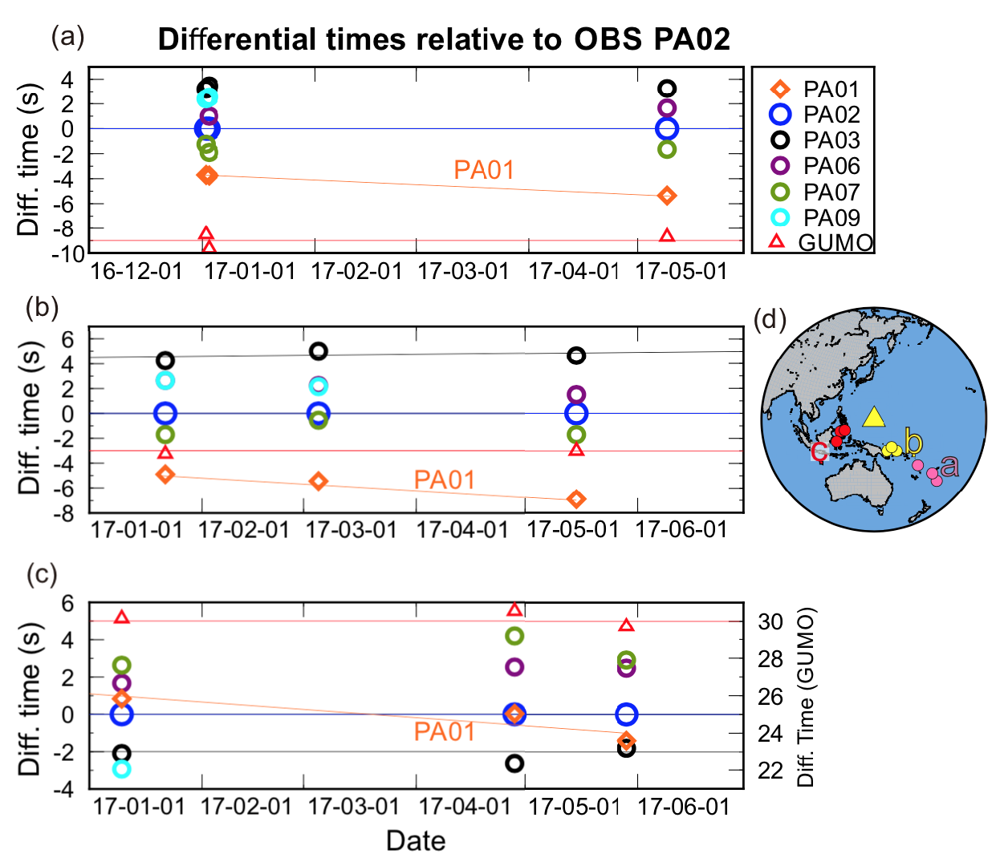 (a)
Differential times relative to OBS PA02
Diff. time (s)
4
2
0
-2
-4
-6
-8
-10
PA01
16-12-01 17-01-01 17-02-01 17-03-01 17-04-01 17-05-01
PA01
PA02
PA03
PA06
PA07
PA09
GUMO
(b)
Diff. time (s)
6
4
2
0
-2
-4
-6
-8
PA01
17-01-01 17-02-01 17-03-01 17-04-01 17-05-01 17-06-01
(d)
b
a
C
(c)
Diff. time (s)
6
4
2
0
-2
-4
PA01
30
28
26
24
22
Diff. Time (GUMO)
17-01-01 17-02-01 17-03-01 17-04-01 17-05-01 17-06-01
Date